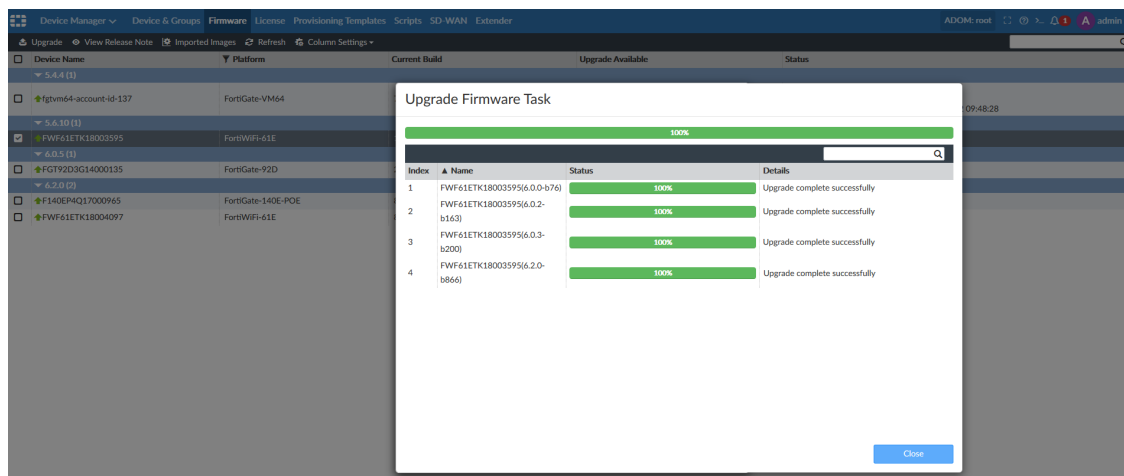 Device Manager Device & Groups Firmware License Provisioning Templates Scripts SD-WAN Extender ADOM: root 1 A admin
Upgrade View Release Note Imported Images Refresh Column Settings
Device Name Platform Current Build Upgrade Available Status
5.4.4 (1)
fgtvm64-account-id-137 FortiGate-VM64 09:48:28
5.6.10 (1)
FWF61ETK18003595 FortiWiFi-61E
6.0.5 (1)
FGT92D3G14000135 FortiGate-92D
6.2.0 (2)
F140EP4Q17000965 FortiGate-140E-POE
FWF61ETK18004097 FortiWiFi-61E
Upgrade Firmware Task
100%
Index Name Status Details
1 FWF61ETK18003595(6.0.0-b76) 100% Upgrade complete successfully
FWF61ETK18003595(6.0.2-
2 100% Upgrade complete successfully
b163)
FWF61ETK18003595(6.0.3-
3 100% Upgrade complete successfully
b200)
FWF61ETK18003595(6.2.0-
4 100% Upgrade complete successfully
b866)
Close